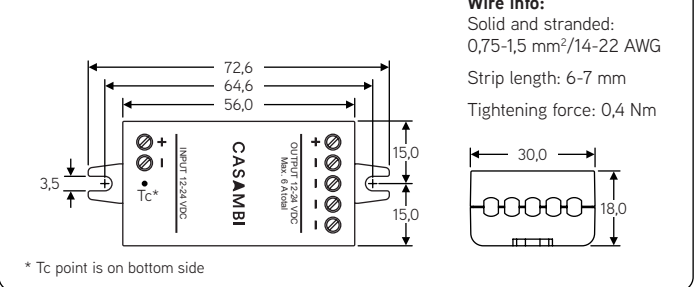 Wire info:
Solid and stranded:
0,75-1,5 mm²/14-22 AWG
Strip length: 6-7 mm
Tightening force: 0,4 Nm
72,6
64,6
56,0
3,5
+
-
Tc*
INPUT 12-24 VDC
CASAMBI
OUTPUT 12-24 VDC
Max. 6 A total
+
-
-
-
-
15,0
15,0
30,0
18,0
* Tc point is on bottom side